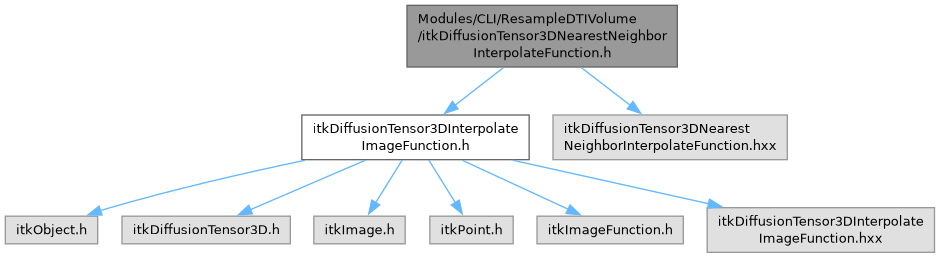 Modules/CLI/ResampleDTIVolume
/itkDiffusionTensor3DNearestNeighbor
InterpolateFunction.h
itkDiffusionTensor3DInterpolate
ImageFunction.h
itkDiffusionTensor3DNearest
NeighborInterpolateFunction.hxx
itkObject.h
itkDiffusionTensor3D.h
itkImage.h
itkPoint.h
itkImageFunction.h
itkDiffusionTensor3DInterpolate
ImageFunction.hxx